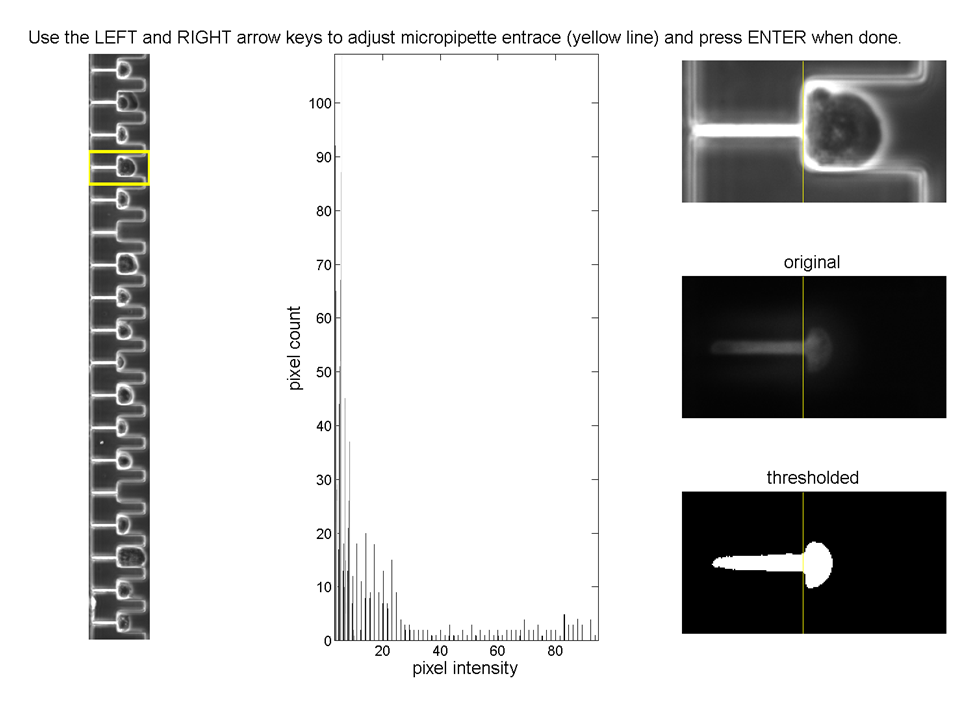 Use the LEFT and RIGHT arrow keys to adjust micropipette entrace (yellow line) and press ENTER when done.
100
90
80
70
60
50
40
30
20
10
0
pixel count
20 40 60 80
pixel intensity
original
thresholded